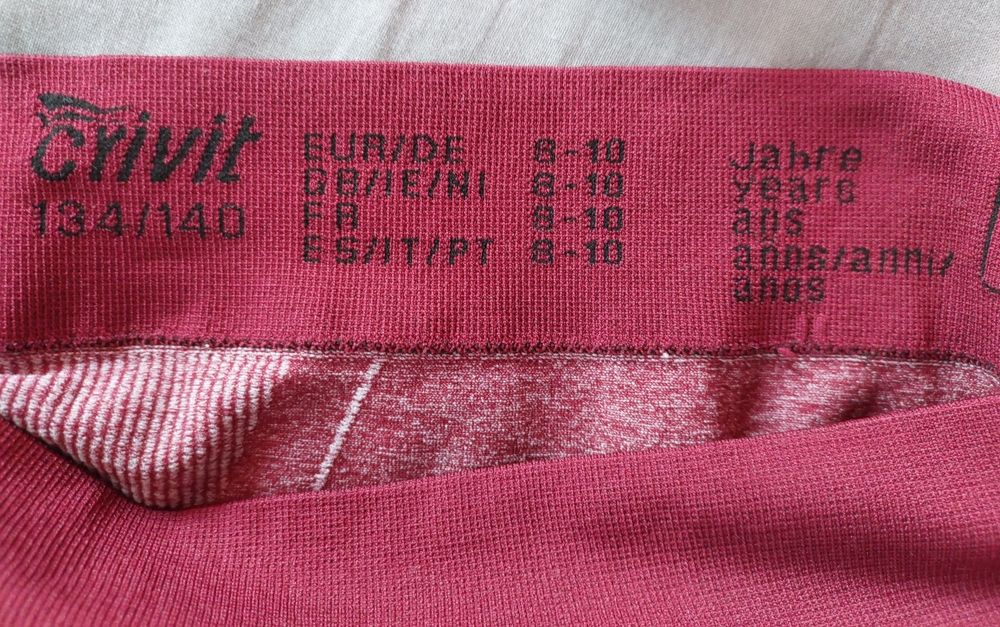 crivit
134/140
EUR/DE 8-10 Jahre
GB/IE/NI 8-10 years
FR 8-10 ans
ES/IT/PT 8-10 años/anni/
anos